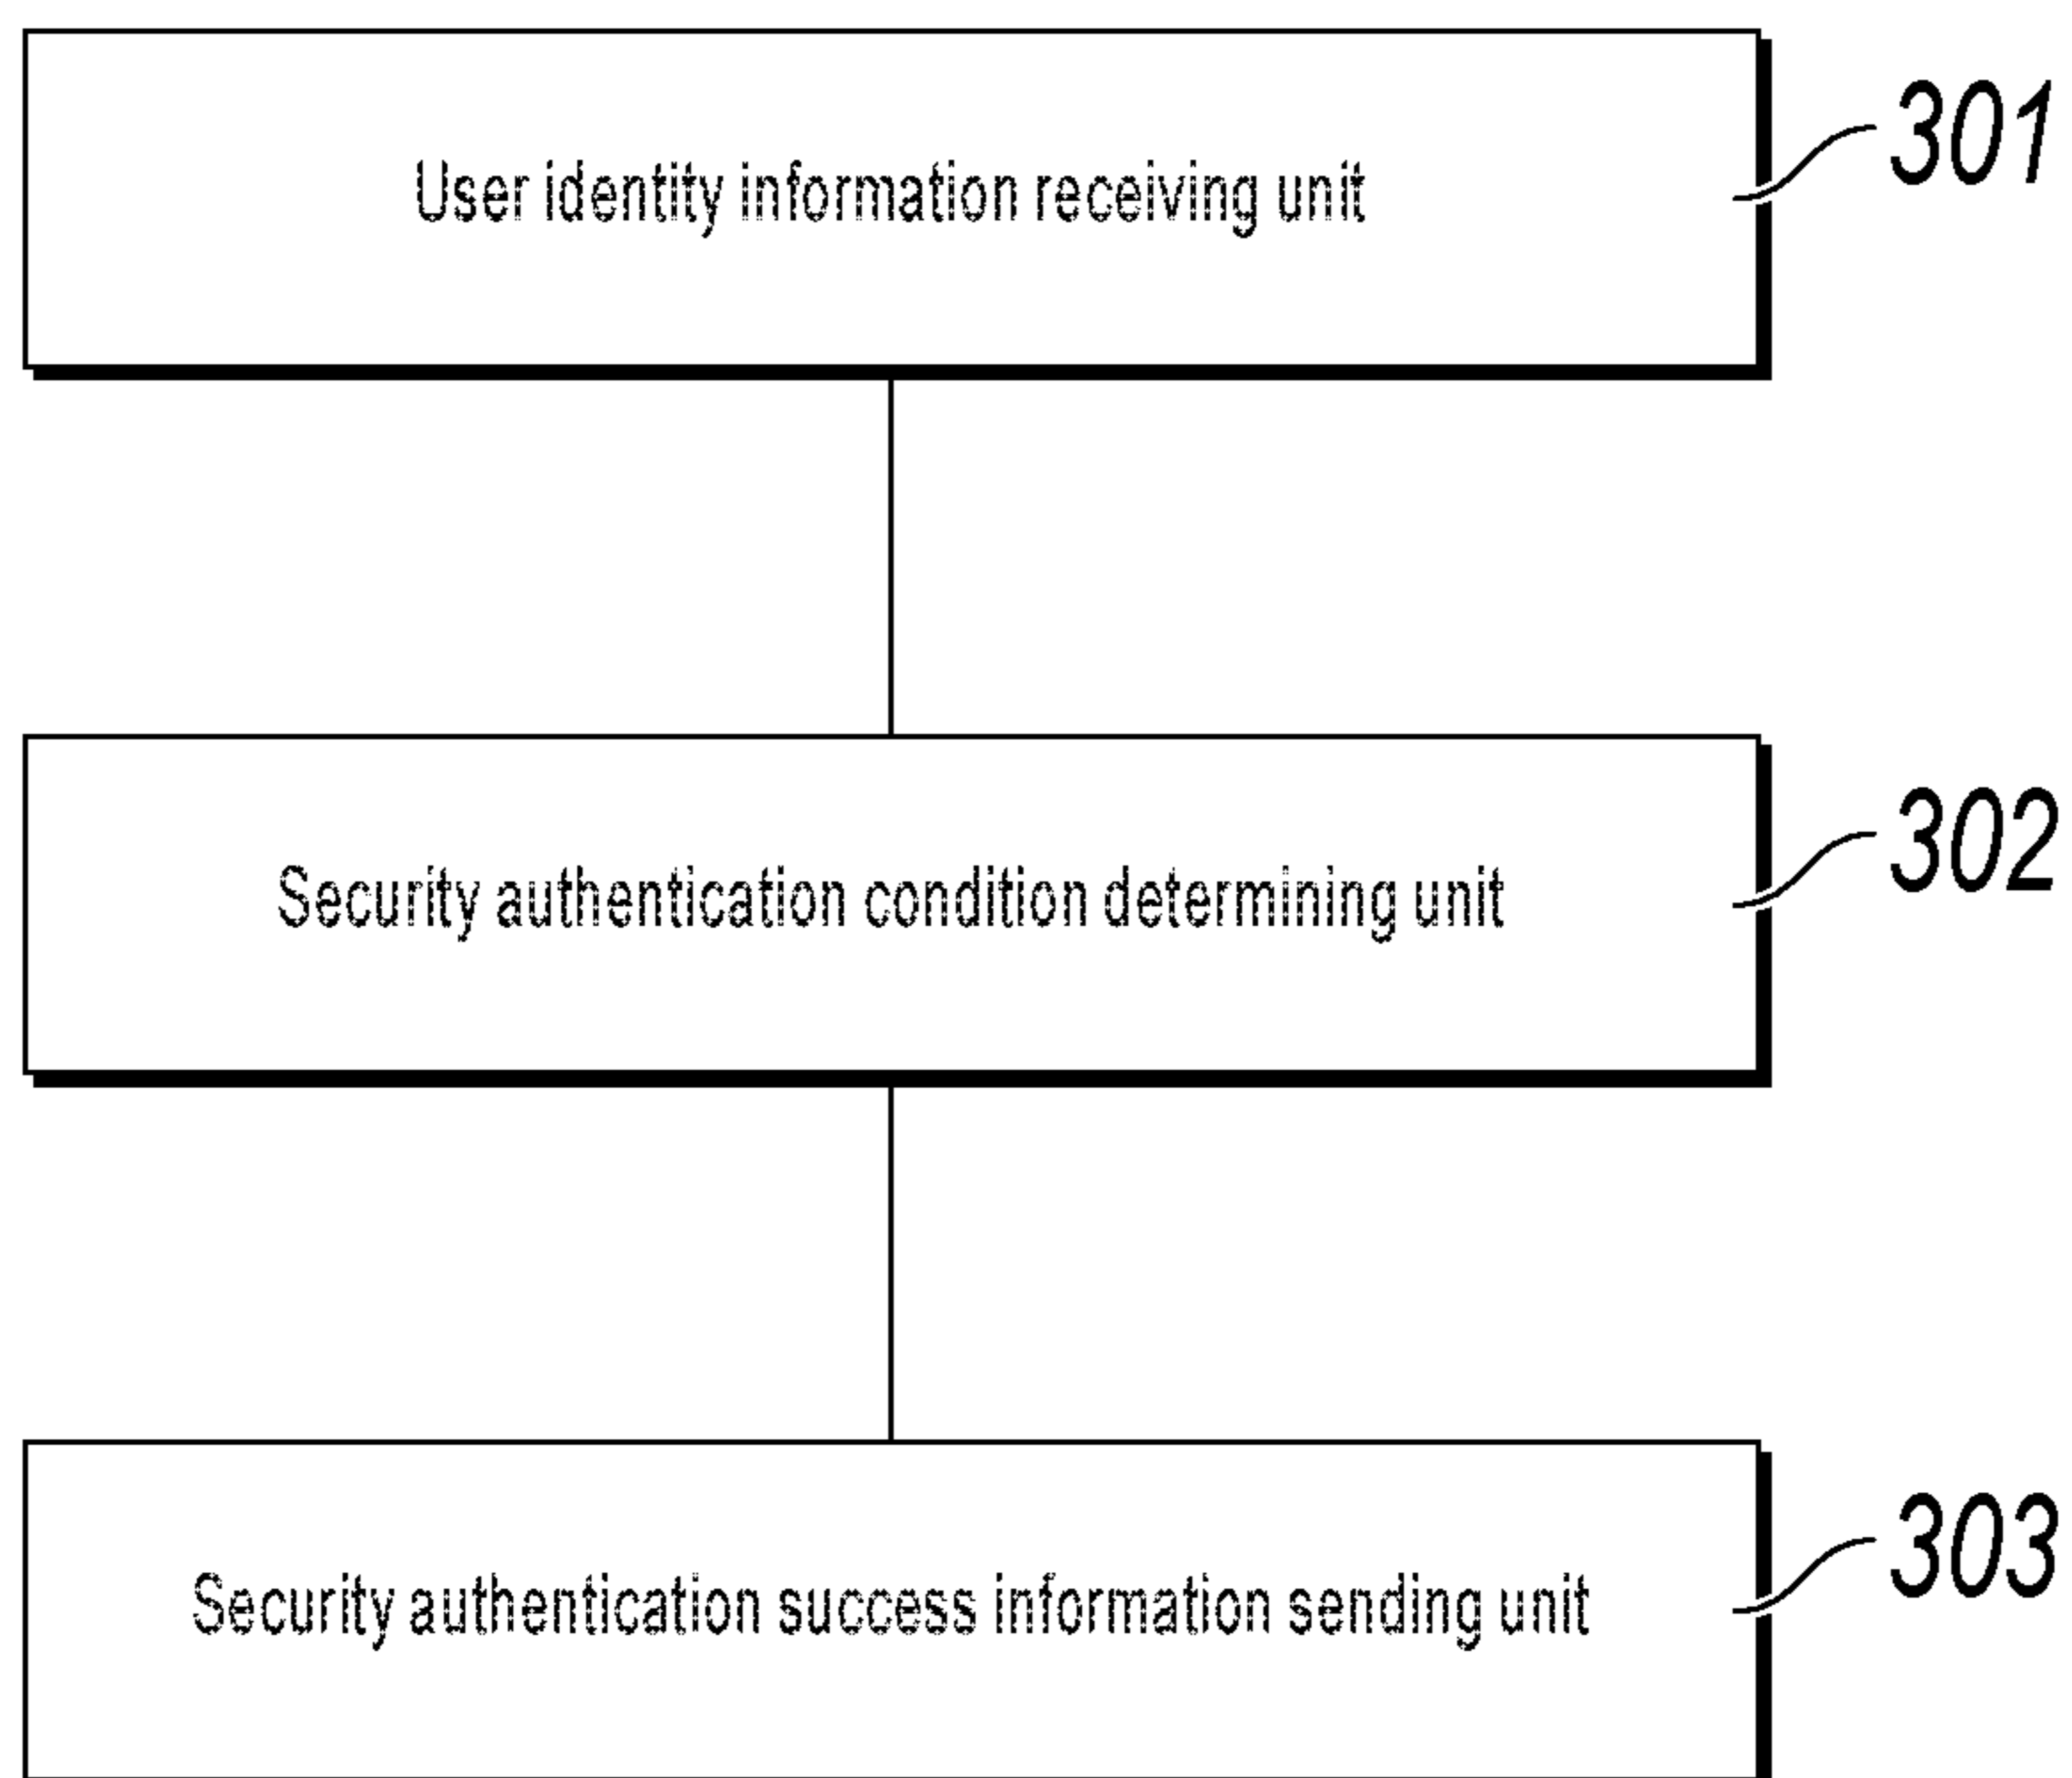 User identity information receiving unit
301
Security authentication condition determining unit
302
Security authentication success information sending unit
303